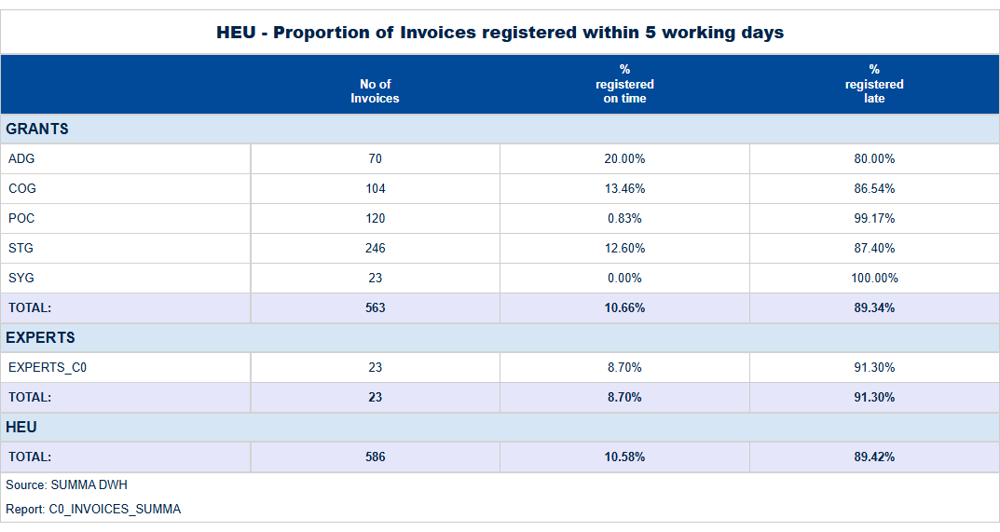 HEU - Proportion of Invoices registered within 5 working days
No of
Invoices
%
registered
on time
%
registered
late
GRANTS
ADG 70 20.00% 80.00%
COG 104 13.46% 86.54%
POC 120 0.83% 99.17%
STG 246 12.60% 87.40%
SYG 23 0.00% 100.00%
TOTAL: 563 10.66% 89.34%
EXPERTS
EXPERTS_C0 23 8.70% 91.30%
TOTAL: 23 8.70% 91.30%
HEU
TOTAL: 586 10.58% 89.42%
Source: SUMMA DWH
Report: C0_INVOICES_SUMMA